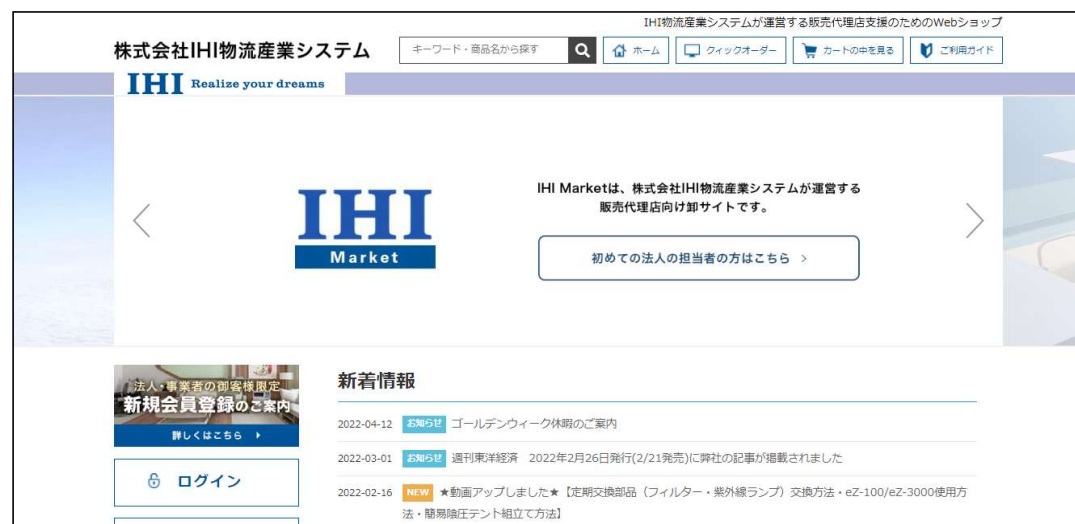 IHI物流産業システムが運営する販売代理店支援のためのWebショップ
株式会社IHI物流産業システム
キーワード・商品名から探す
ホーム
クィックオーダー
カートの中を見る
ご利用ガイド
IHI Realize your dreams
IHI
Market
IHI Marketは、株式会社IHI物流産業システムが運営する
販売代理店向け卸サイトです。
初めての法人の担当者の方はこちら >
法人・事業者の御客様限定
新規会員登録のご案内
詳しくはこちら
ログイン
新着情報
2022-04-12 お知らせ ゴールデンウィーク休暇のご案内
2022-03-01 お知らせ 週刊東洋経済 2022年2月26日発行(2/21発売)に弊社の記事が掲載されました
2022-02-16 NEW ★動画アップしました★【定期交換部品（フィルター・紫外線ランプ）交換方法・eZ-100/eZ-3000使用方
法・簡易陰圧テント組立て方法】